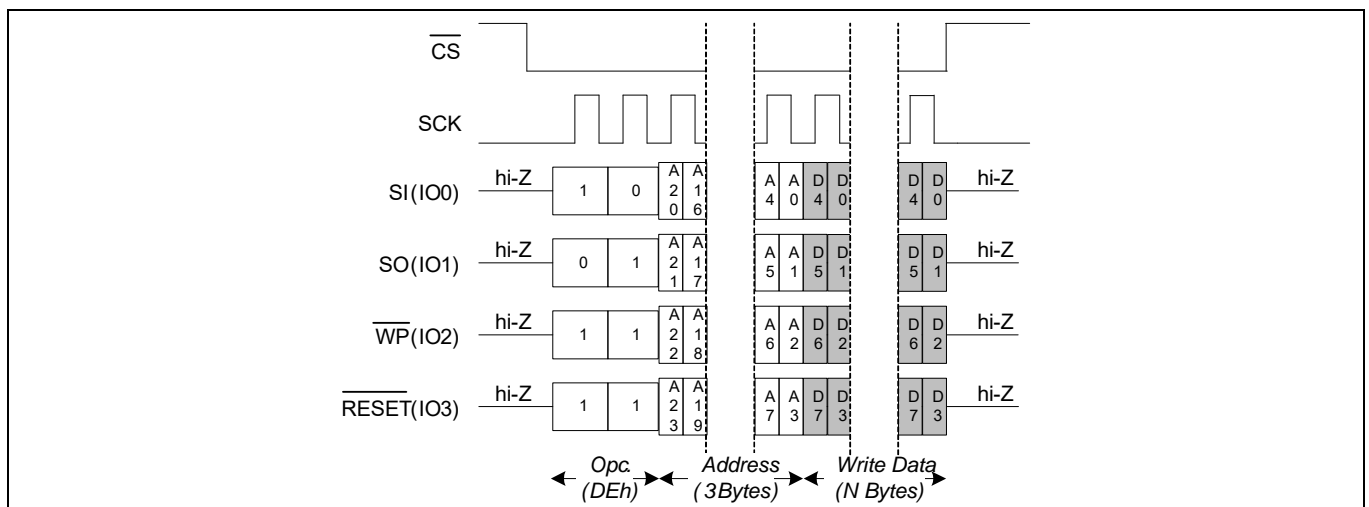 CS
SCK
SI(IO0) hi-Z 1 0 A20 A16 A4 A0 D4 D0 D4 D0 hi-Z
SO(IO1) hi-Z 0 1 A21 A17 A5 A1 D5 D1 D5 D1 hi-Z
WP(IO2) hi-Z 1 1 A22 A18 A6 A2 D6 D2 D6 D2 hi-Z
RESET(IO3) hi-Z 1 1 A23 A19 A7 A3 D7 D3 D7 D3 hi-Z
Opc. Address Write Data
(DEh) (3Bytes) (N Bytes)